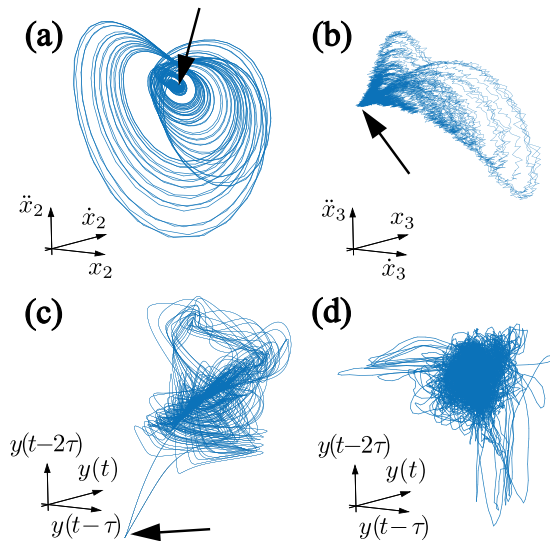 (a)
(b)
ẍ₂
ẋ₂
x₂
ẍ₃
x₃
ẋ₃
(c)
(d)
y(t−2τ)
y(t)
y(t−τ)
y(t−2τ)
y(t)
y(t−τ)